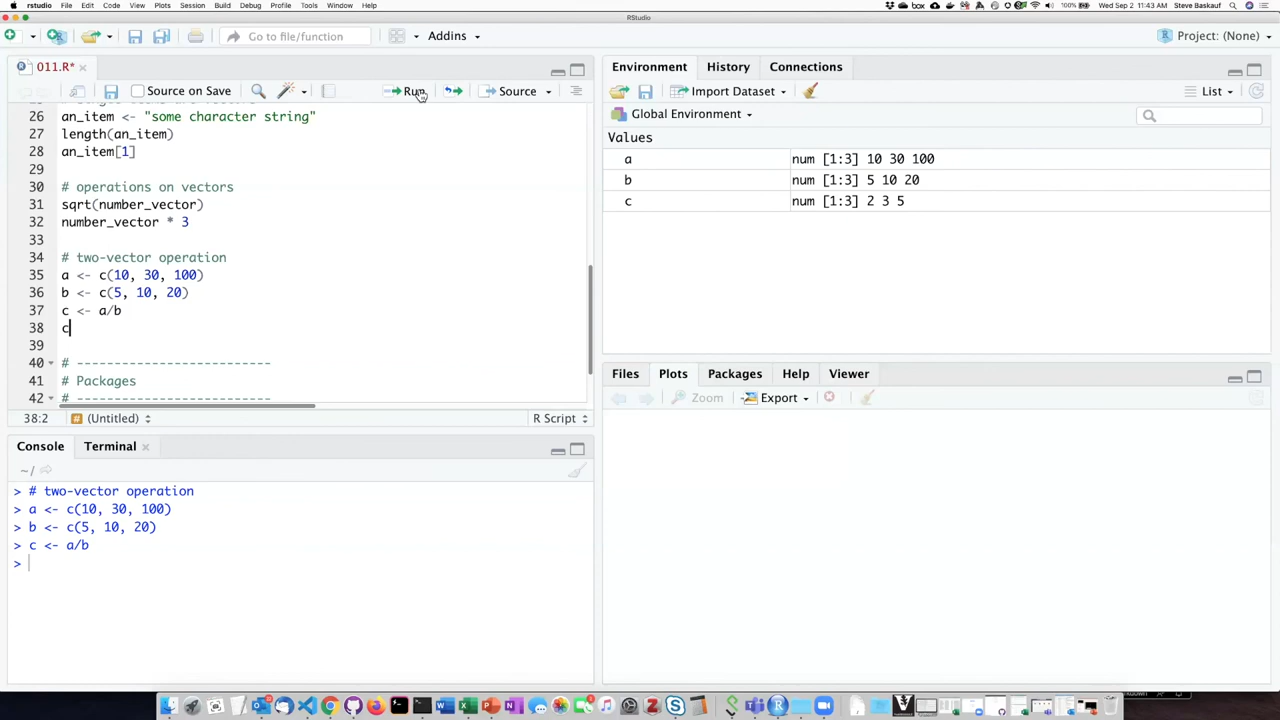 rstudio File Edit Code View Plots Session Build Debug Profile Tools Window Help
box 100% Wed Sep 2 11:43 AM Steve Baskauf
RStudio
Go to file/function Addins Project: (None)
011.R*
Source on Save Run Source
26 an_item <- "some character string"
27 length(an_item)
28 an_item[1]
29
30 # operations on vectors
31 sqrt(number_vector)
32 number_vector * 3
33
34 # two-vector operation
35 a <- c(10, 30, 100)
36 b <- c(5, 10, 20)
37 c <- a/b
38 c
39
40 # ---------------------------
41 # Packages
42 # ---------------------------
38:2 # (Untitled) R Script
Console Terminal
~/
> # two-vector operation
> a <- c(10, 30, 100)
> b <- c(5, 10, 20)
> c <- a/b
>
Environment History Connections
Import Dataset List
Global Environment
Values
a num [1:3] 10 30 100
b num [1:3] 5 10 20
c num [1:3] 2 3 5
Files Plots Packages Help Viewer
Zoom Export